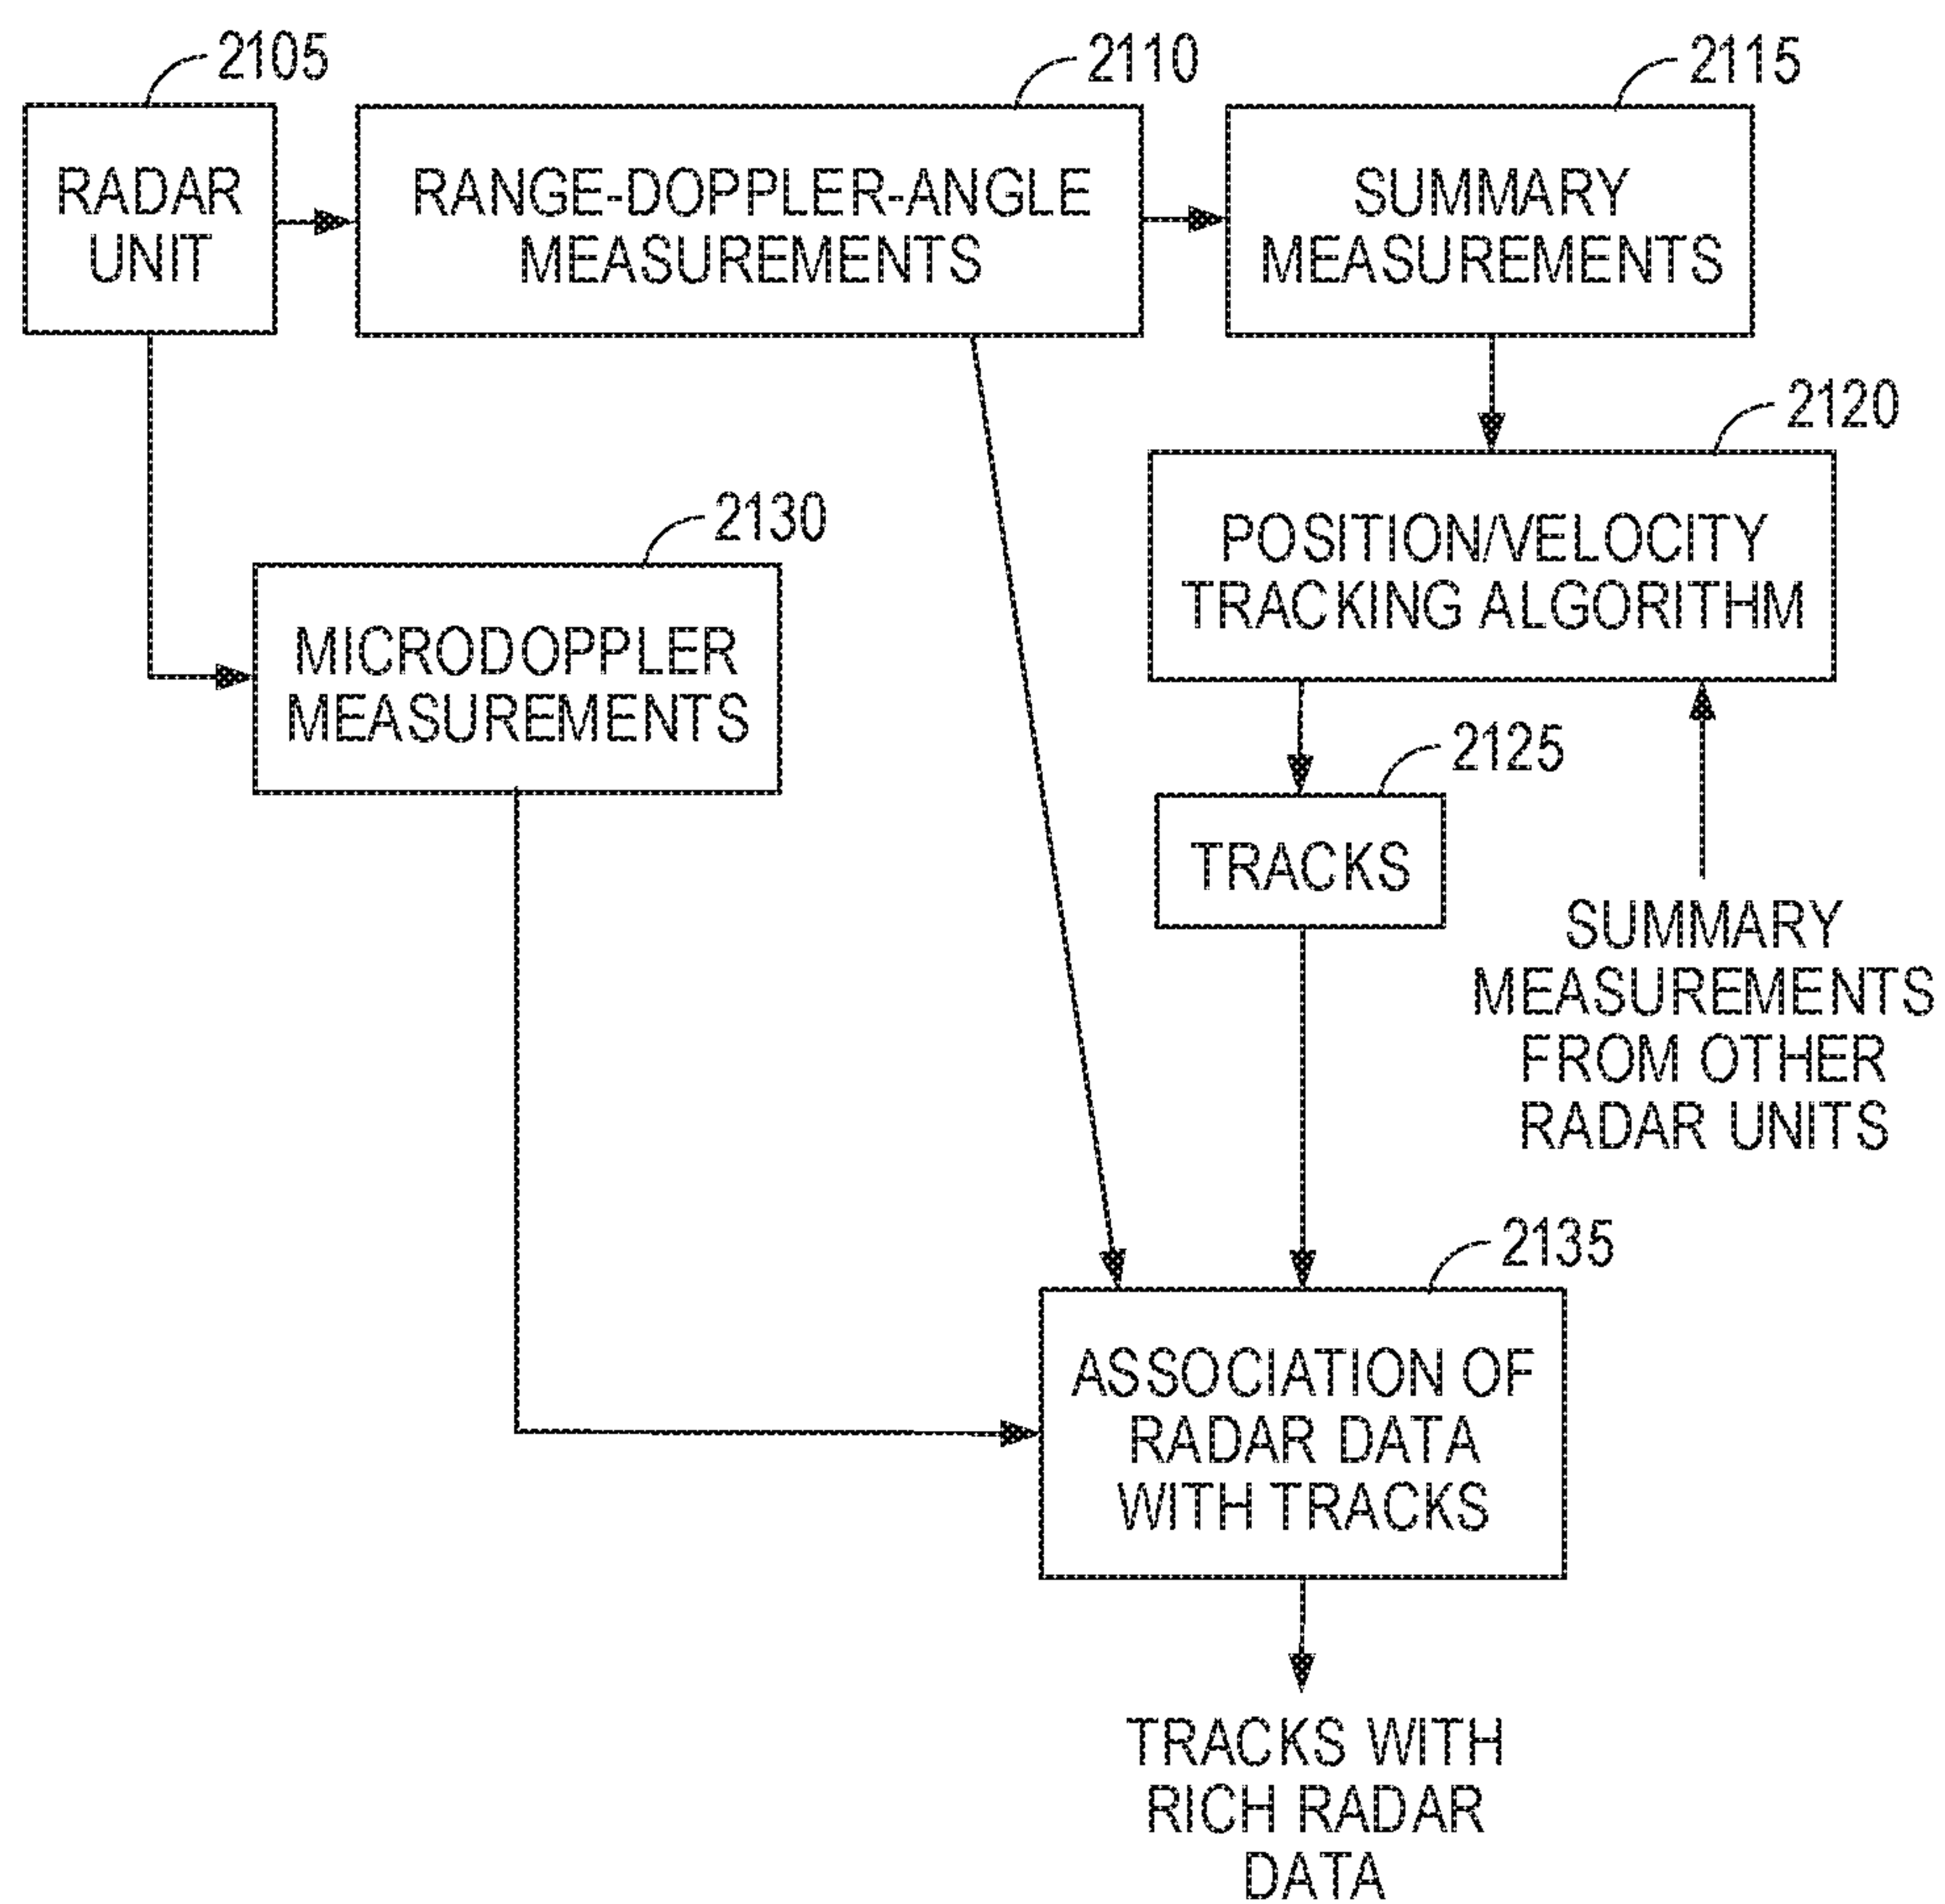 2105
RADAR
UNIT
2110
RANGE-DOPPLER-ANGLE
MEASUREMENTS
2115
SUMMARY
MEASUREMENTS
2120
POSITION/VELOCITY
TRACKING ALGORITHM
2130
MICRODOPPLER
MEASUREMENTS
2125
TRACKS
SUMMARY
MEASUREMENTS
FROM OTHER
RADAR UNITS
2135
ASSOCIATION OF
RADAR DATA
WITH TRACKS
TRACKS WITH
RICH RADAR
DATA